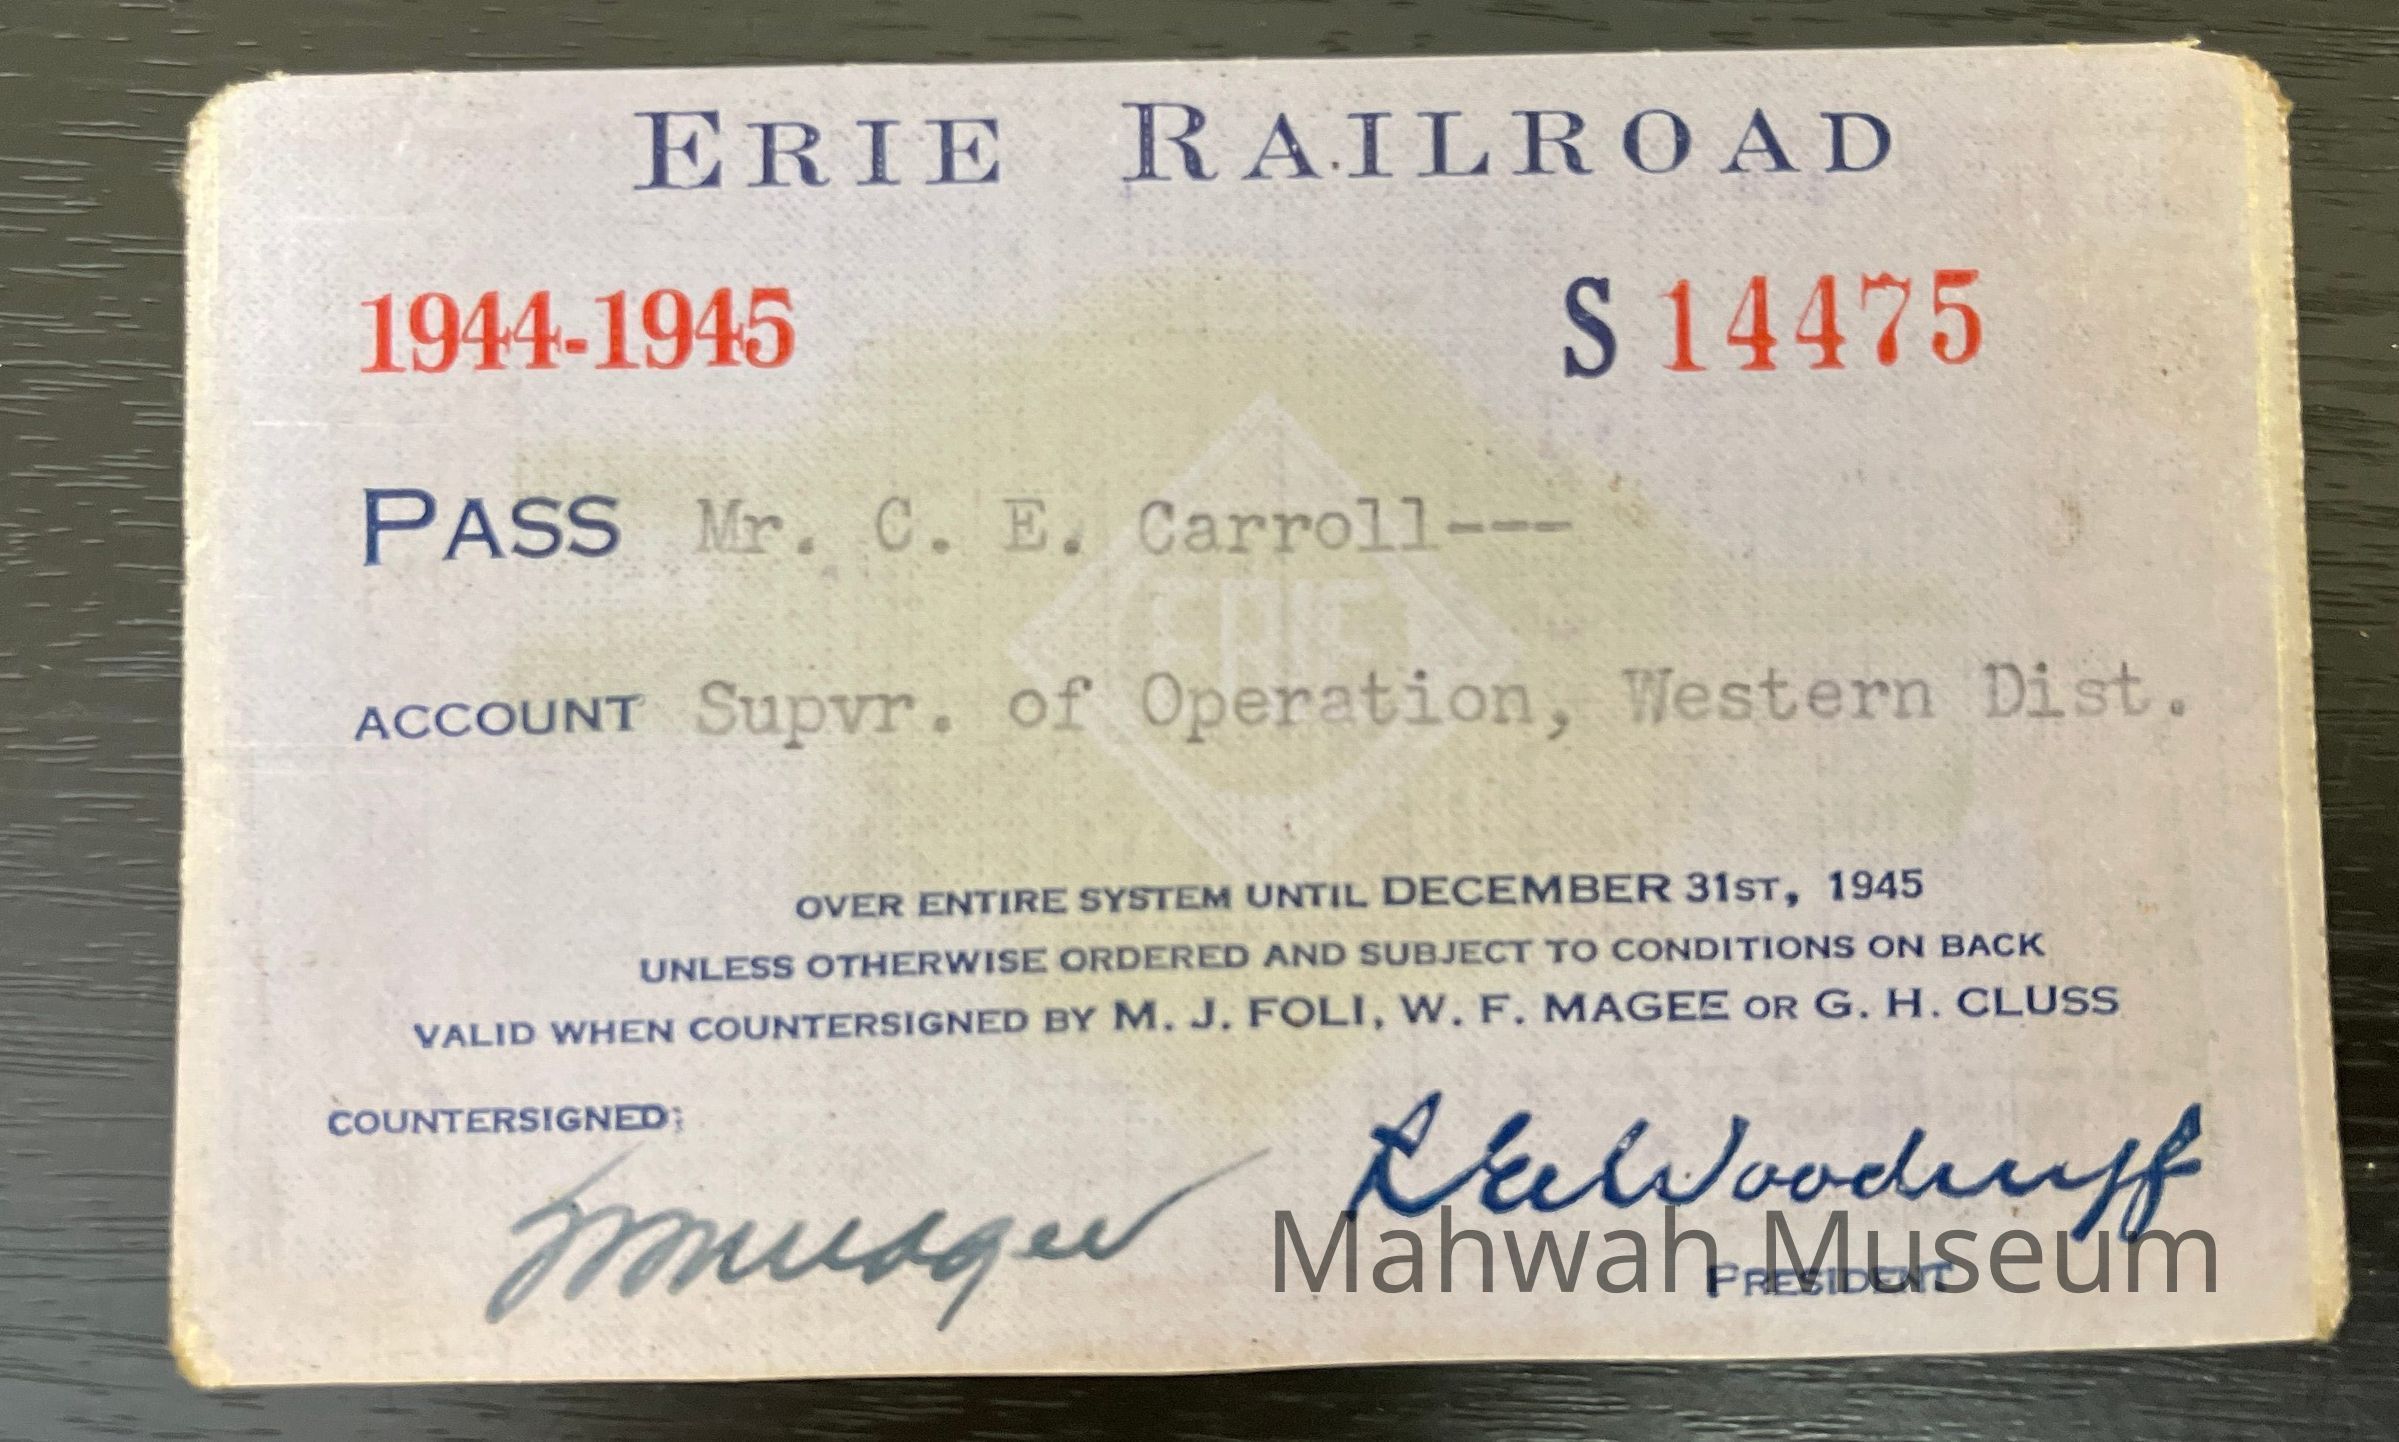 ERIE RAILROAD
1944-1945 S 14475
PASS Mr. C. E. Carroll---
ERIE
ACCOUNT Supvr. of Operation, Western Dist.
OVER ENTIRE SYSTEM UNTIL DECEMBER 31ST, 1945
UNLESS OTHERWISE ORDERED AND SUBJECT TO CONDITIONS ON BACK
VALID WHEN COUNTERSIGNED BY M. J. FOLI, W. F. MAGEE OR G. H. CLUSS
COUNTERSIGNED:
W F Magee
R E Woodruff
PRESIDENT
Mahwah Museum